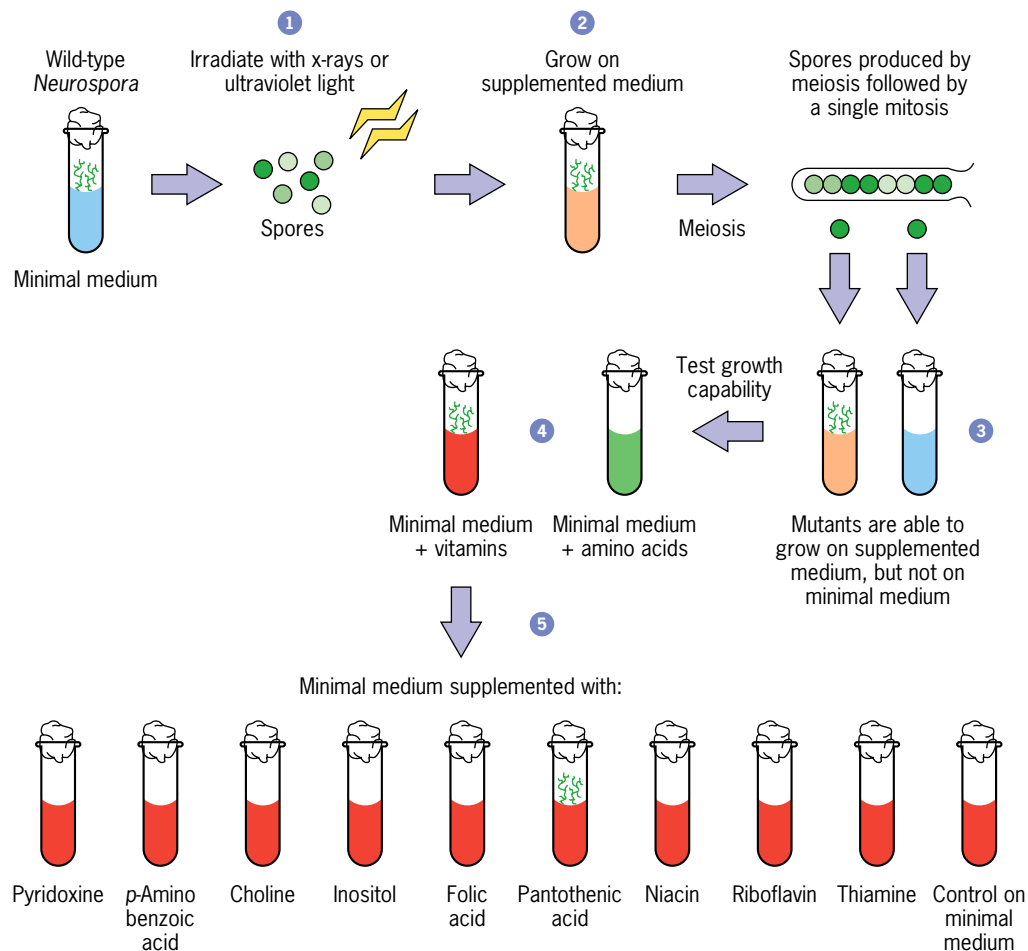 1
2
Wild-type
Neurospora
Irradiate with x-rays or
ultraviolet light
Grow on
supplemented medium
Spores produced by
meiosis followed by
a single mitosis
Spores
Meiosis
Minimal medium
Test growth
capability
4
3
Minimal medium
+ vitamins
Minimal medium
+ amino acids
Mutants are able to
grow on supplemented
medium, but not on
minimal medium
5
Minimal medium supplemented with:
Pyridoxine
p-Amino
benzoic
acid
Choline
Inositol
Folic
acid
Pantothenic
acid
Niacin
Riboflavin
Thiamine
Control on
minimal
medium